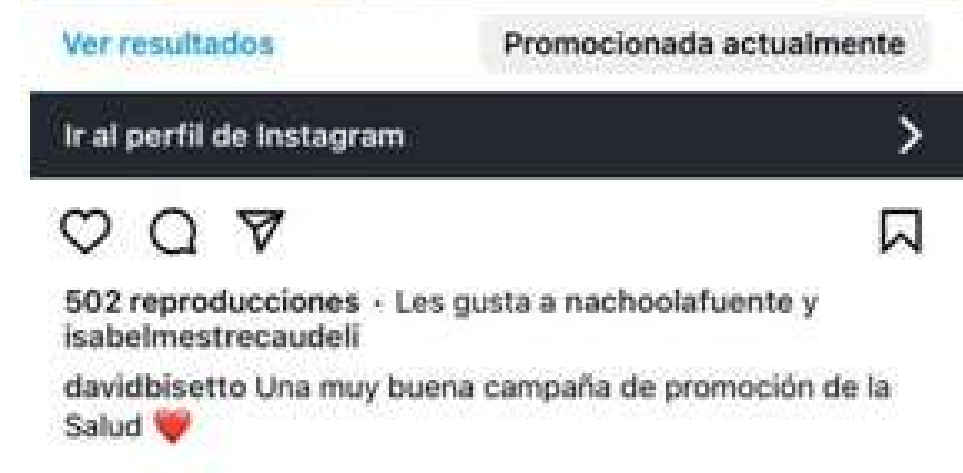 Ver resultados
Promocionada actualmente
Ir al perfil de Instagram
502 reproducciones · Les gusta a nachoolafuente y
isabelmestrecaudeli
davidbisetto Una muy buena campaña de promoción de la
Salud ❤️